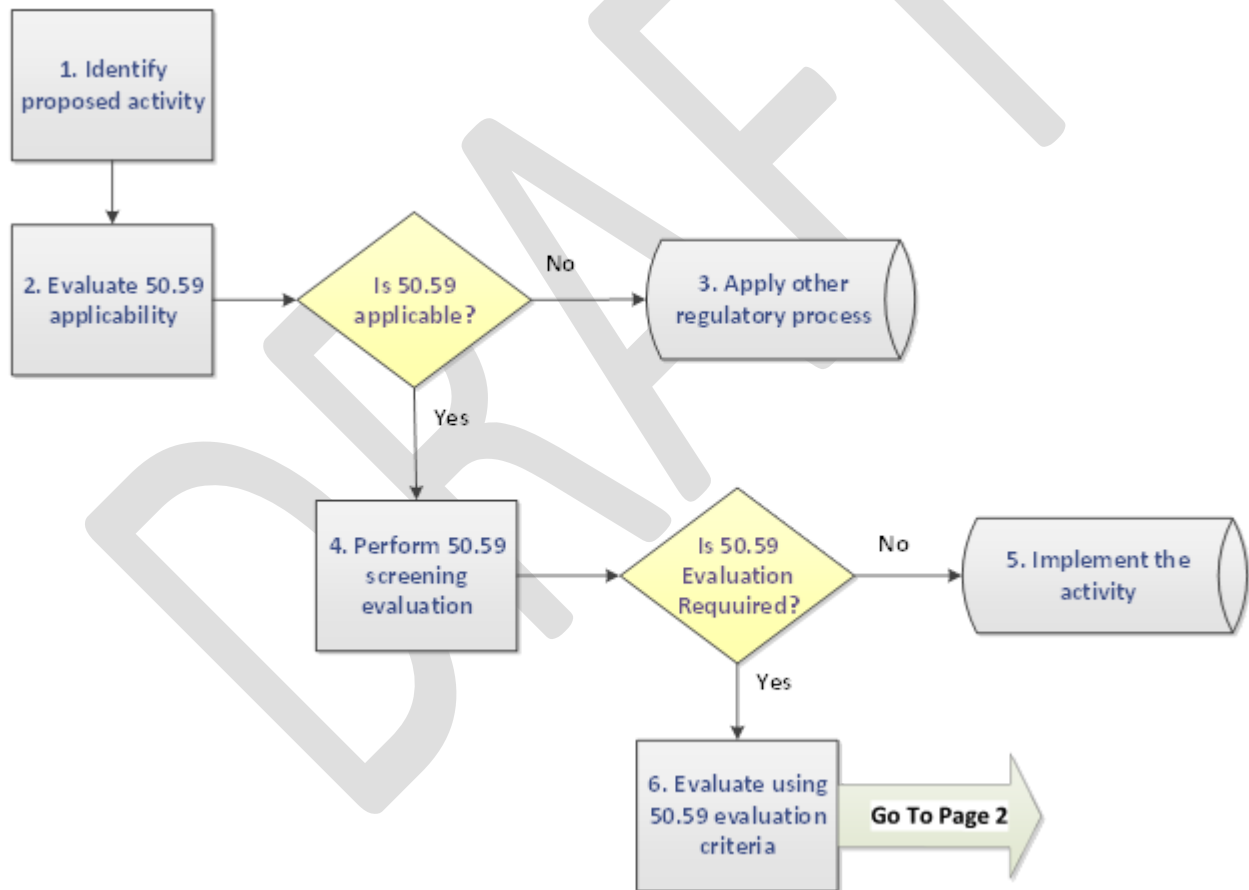 1. Identify
proposed activity
2. Evaluate 50.59
applicability
Is 50.59
applicable?
No
3. Apply other
regulatory process
Yes
4. Perform 50.59
screening
evaluation
Is 50.59
Evaluation
Requuired?
No
5. Implement the
activity
Yes
6. Evaluate using
50.59 evaluation
criteria
Go To Page 2
DRAFT